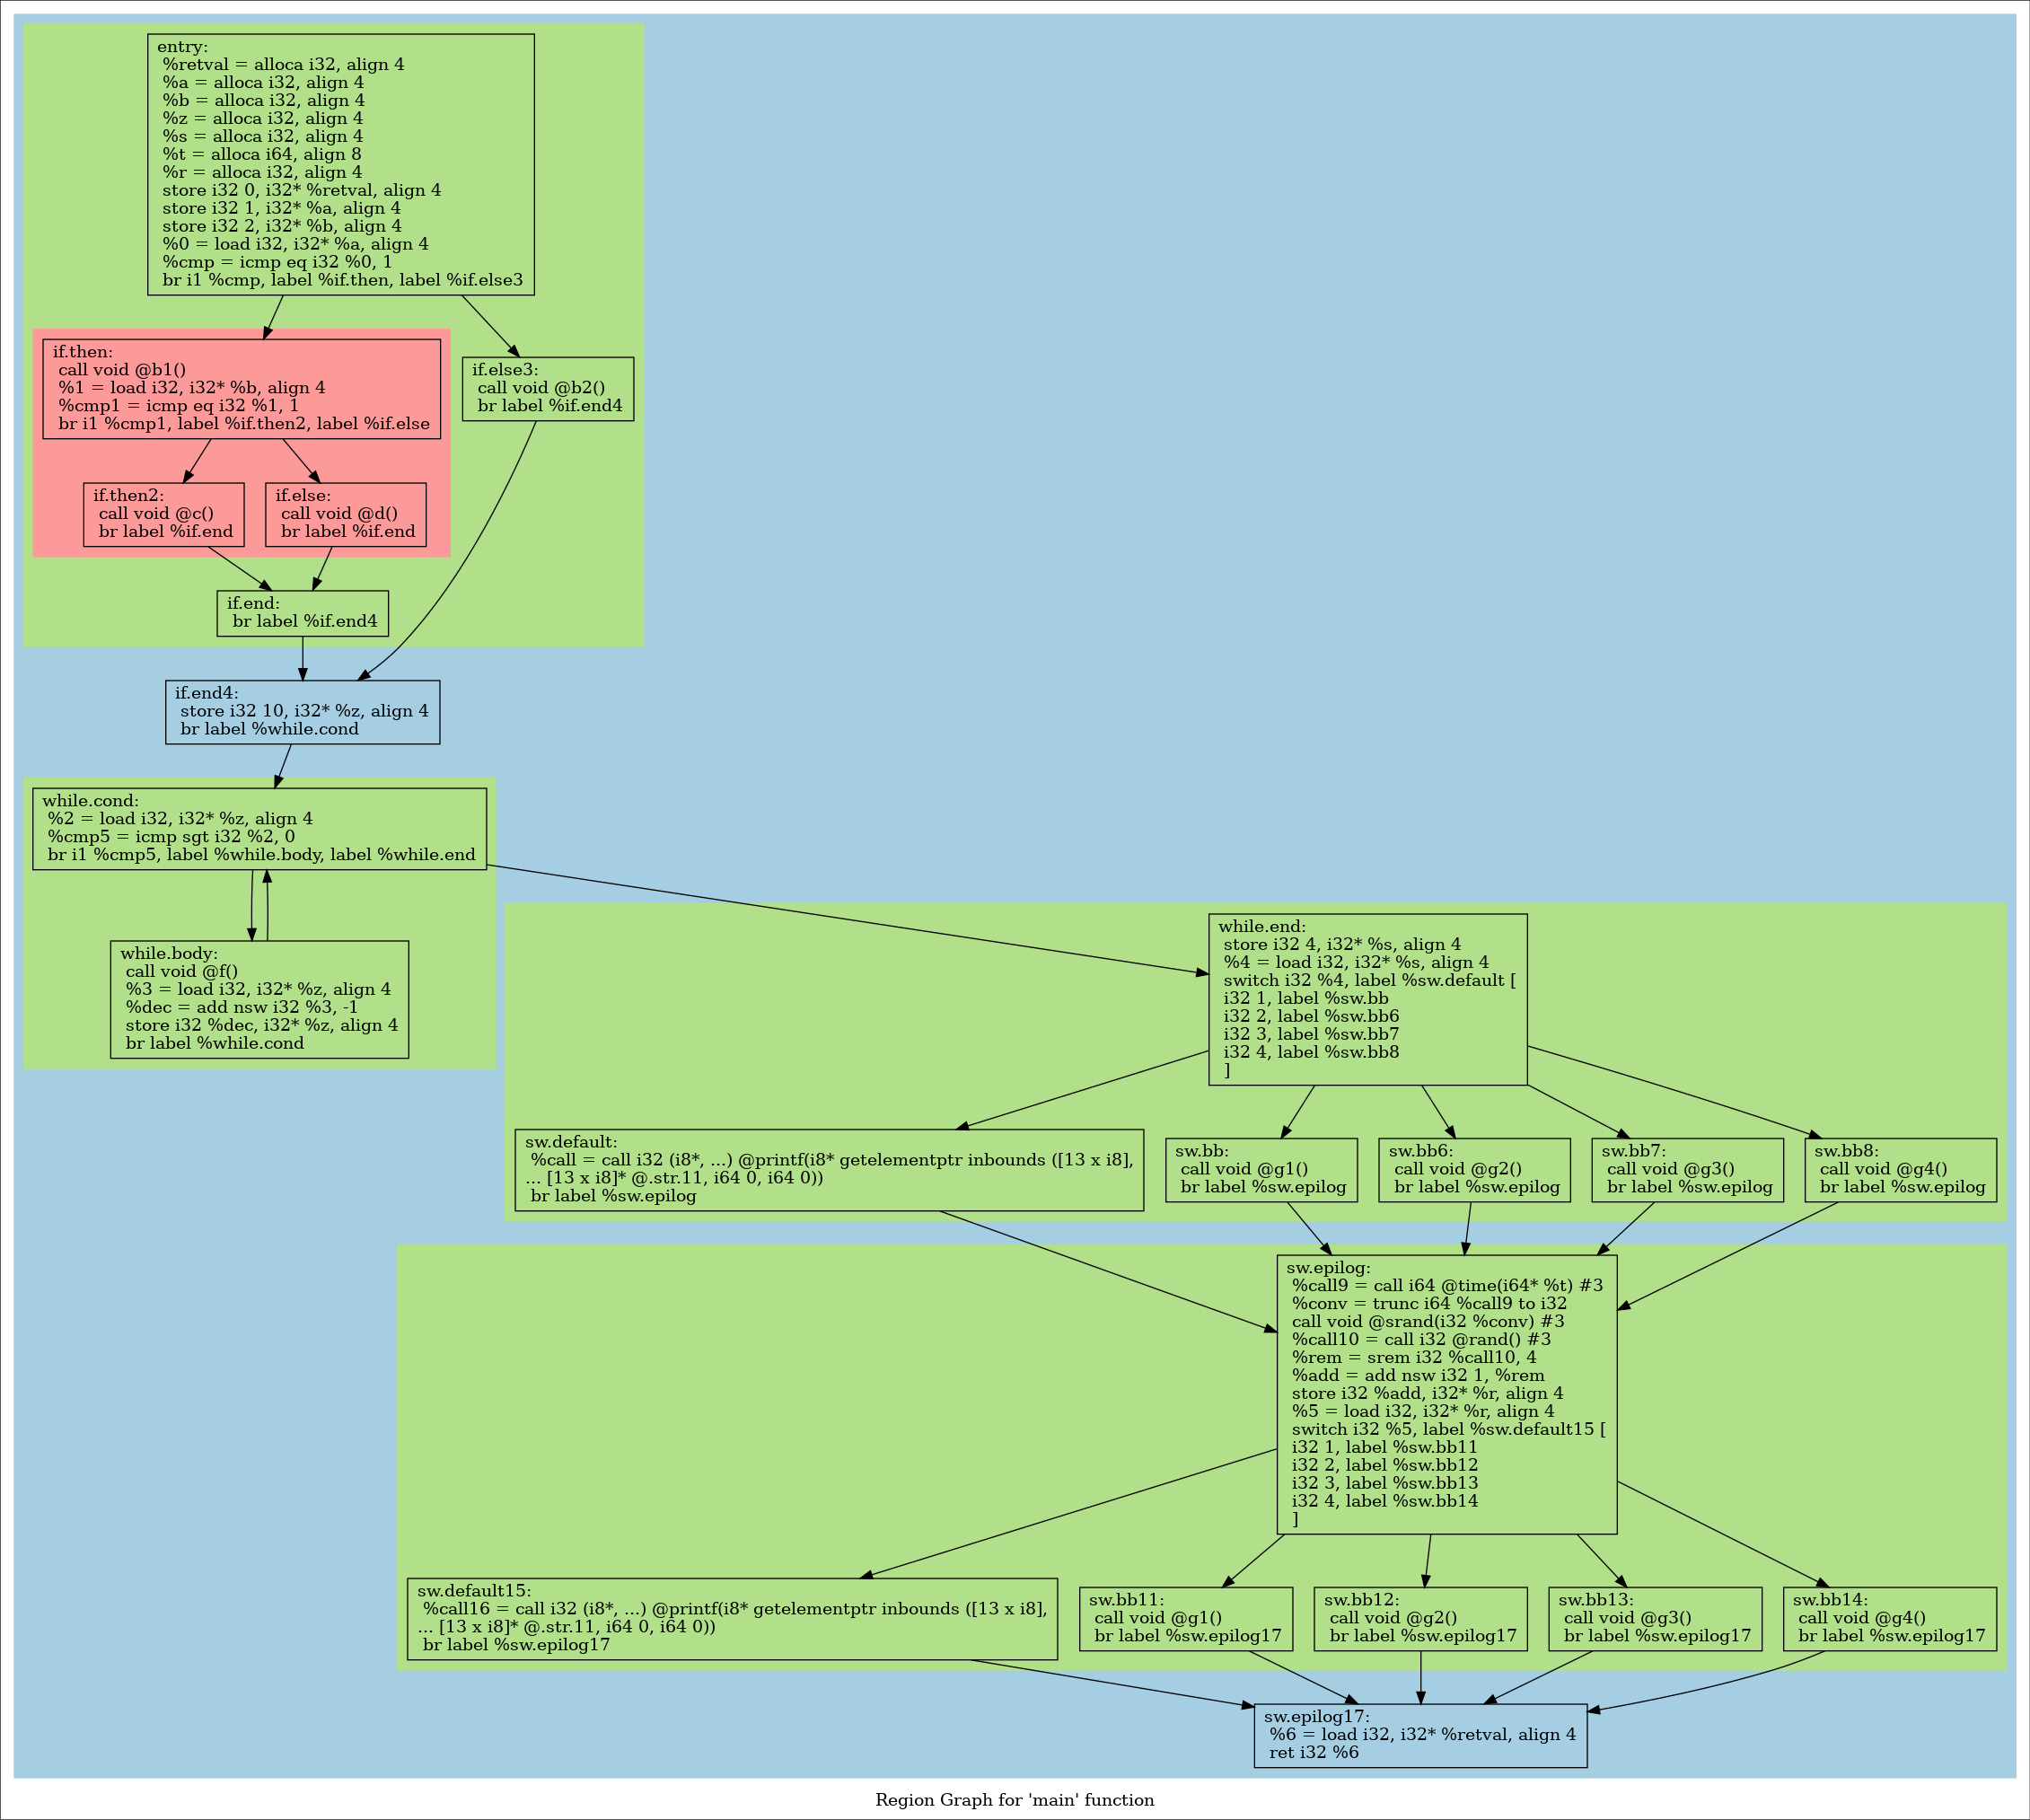 entry:
%retval = alloca i32, align 4
%a = alloca i32, align 4
%b = alloca i32, align 4
%z = alloca i32, align 4
%s = alloca i32, align 4
%t = alloca i64, align 8
%r = alloca i32, align 4
store i32 0, i32* %retval, align 4
store i32 1, i32* %a, align 4
store i32 2, i32* %b, align 4
%0 = load i32, i32* %a, align 4
%cmp = icmp eq i32 %0, 1
br i1 %cmp, label %if.then, label %if.else3
if.then:
call void @b1()
%1 = load i32, i32* %b, align 4
%cmp1 = icmp eq i32 %1, 1
br i1 %cmp1, label %if.then2, label %if.else
if.else3:
call void @b2()
br label %if.end4
if.then2:
call void @c()
br label %if.end
if.else:
call void @d()
br label %if.end
if.end:
br label %if.end4
if.end4:
store i32 10, i32* %z, align 4
br label %while.cond
while.cond:
%2 = load i32, i32* %z, align 4
%cmp5 = icmp sgt i32 %2, 0
br i1 %cmp5, label %while.body, label %while.end
while.body:
call void @f()
%3 = load i32, i32* %z, align 4
%dec = add nsw i32 %3, -1
store i32 %dec, i32* %z, align 4
br label %while.cond
while.end:
store i32 4, i32* %s, align 4
%4 = load i32, i32* %s, align 4
switch i32 %4, label %sw.default [
i32 1, label %sw.bb
i32 2, label %sw.bb6
i32 3, label %sw.bb7
i32 4, label %sw.bb8
]
sw.default:
%call = call i32 (i8*, ...) @printf(i8* getelementptr inbounds ([13 x i8],
... [13 x i8]* @.str.11, i64 0, i64 0))
br label %sw.epilog
sw.bb:
call void @g1()
br label %sw.epilog
sw.bb6:
call void @g2()
br label %sw.epilog
sw.bb7:
call void @g3()
br label %sw.epilog
sw.bb8:
call void @g4()
br label %sw.epilog
sw.epilog:
%call9 = call i64 @time(i64* %t) #3
%conv = trunc i64 %call9 to i32
call void @srand(i32 %conv) #3
%call10 = call i32 @rand() #3
%rem = srem i32 %call10, 4
%add = add nsw i32 1, %rem
store i32 %add, i32* %r, align 4
%5 = load i32, i32* %r, align 4
switch i32 %5, label %sw.default15 [
i32 1, label %sw.bb11
i32 2, label %sw.bb12
i32 3, label %sw.bb13
i32 4, label %sw.bb14
]
sw.default15:
%call16 = call i32 (i8*, ...) @printf(i8* getelementptr inbounds ([13 x i8],
... [13 x i8]* @.str.11, i64 0, i64 0))
br label %sw.epilog17
sw.bb11:
call void @g1()
br label %sw.epilog17
sw.bb12:
call void @g2()
br label %sw.epilog17
sw.bb13:
call void @g3()
br label %sw.epilog17
sw.bb14:
call void @g4()
br label %sw.epilog17
sw.epilog17:
%6 = load i32, i32* %retval, align 4
ret i32 %6
Region Graph for 'main' function